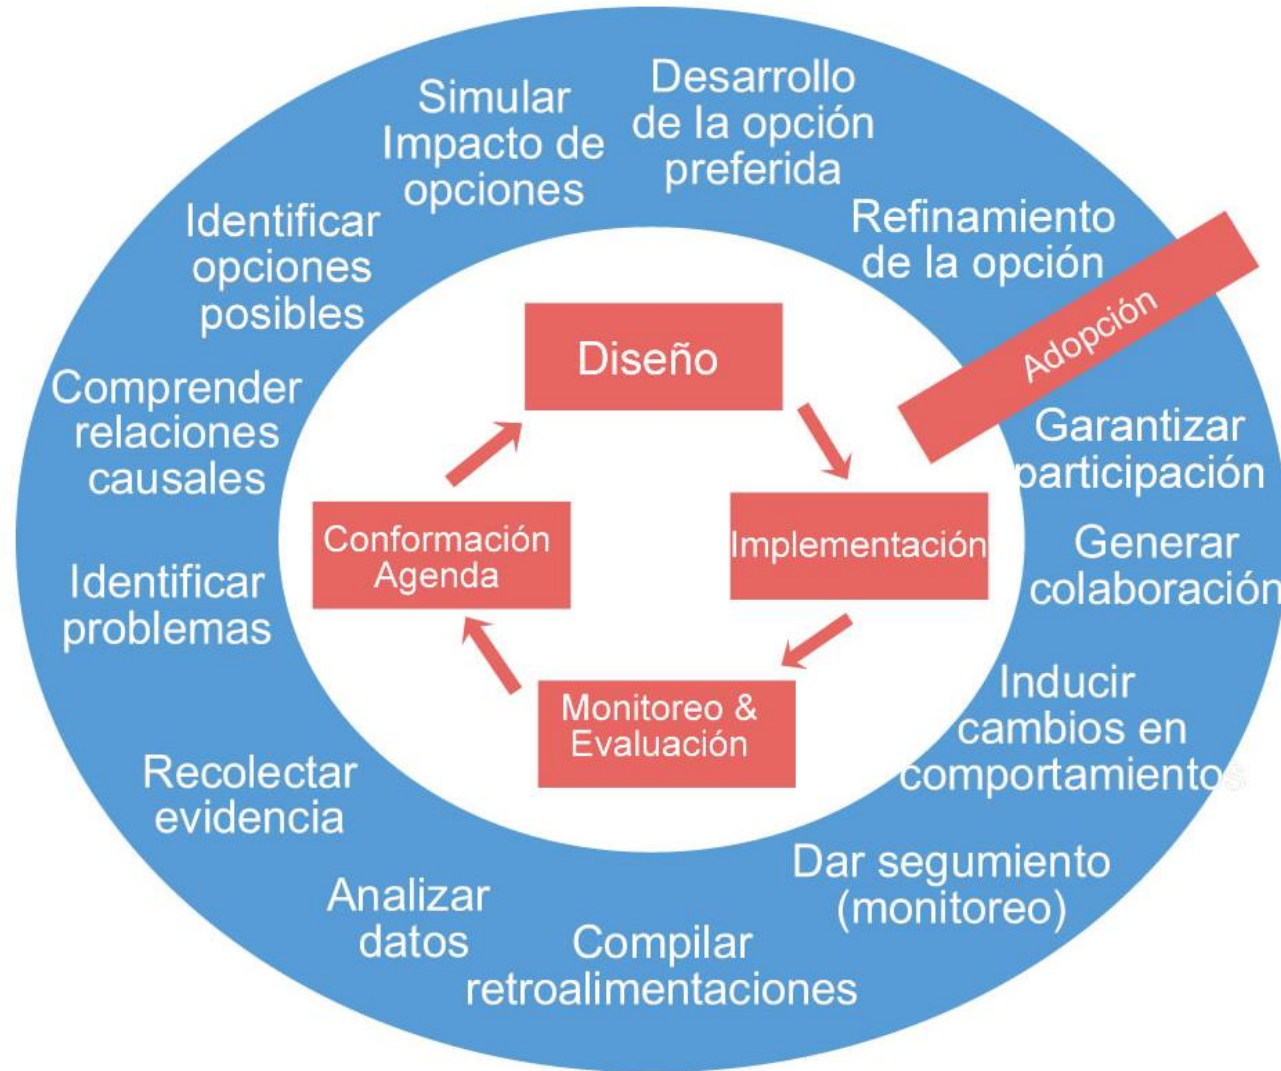 Simular
Impacto de
opciones
Desarrollo
de la opción
preferida
Refinamiento
de la opción
Adopción
Garantizar
participación
Generar
colaboración
Inducir
cambios en
comportamientos
Dar segumiento
(monitoreo)
Compilar
retroalimentaciones
Analizar
datos
Recolectar
evidencia
Identificar
problemas
Comprender
relaciones
causales
Identificar
opciones
posibles
Diseño
Implementación
Monitoreo &
Evaluación
Conformación
Agenda